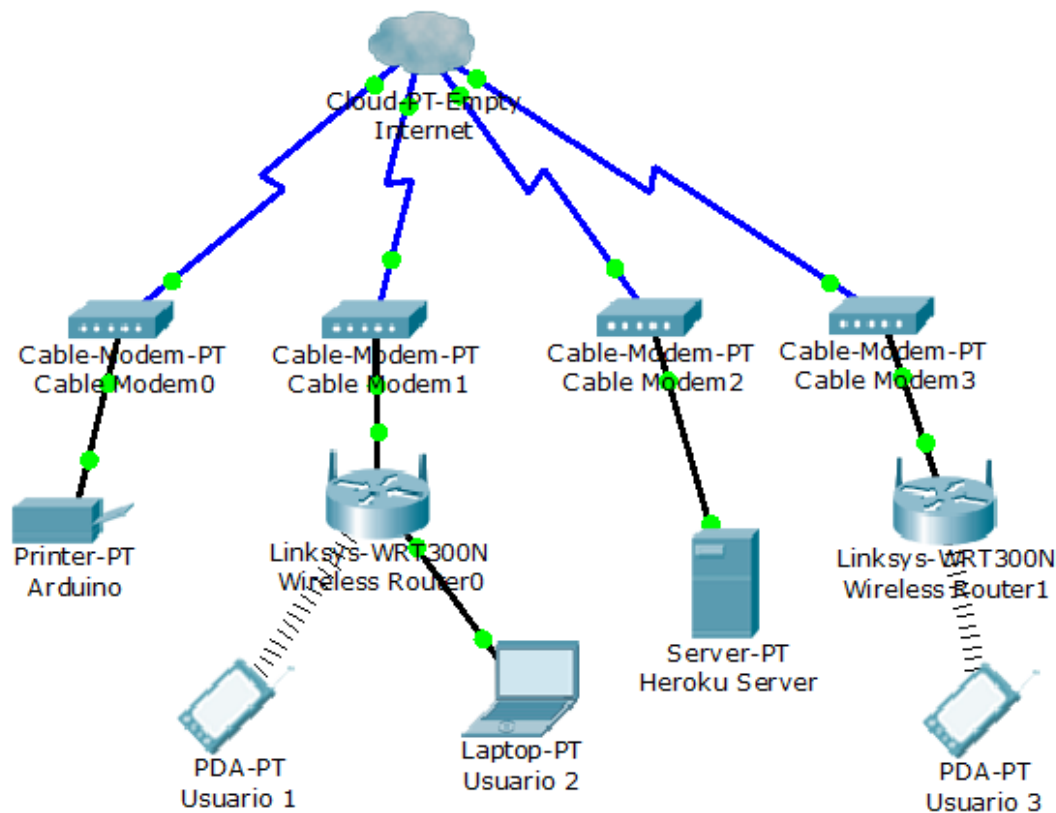 Cloud-PT-Empty
Internet
Cable-Modem-PT
Cable Modem0
Cable-Modem-PT
Cable Modem1
Cable-Modem-PT
Cable Modem2
Cable-Modem-PT
Cable Modem3
Printer-PT
Arduino
Linksys-WRT300N
Wireless Router0
Server-PT
Heroku Server
Linksys-WRT300N
Wireless Router1
PDA-PT
Usuario 1
Laptop-PT
Usuario 2
PDA-PT
Usuario 3